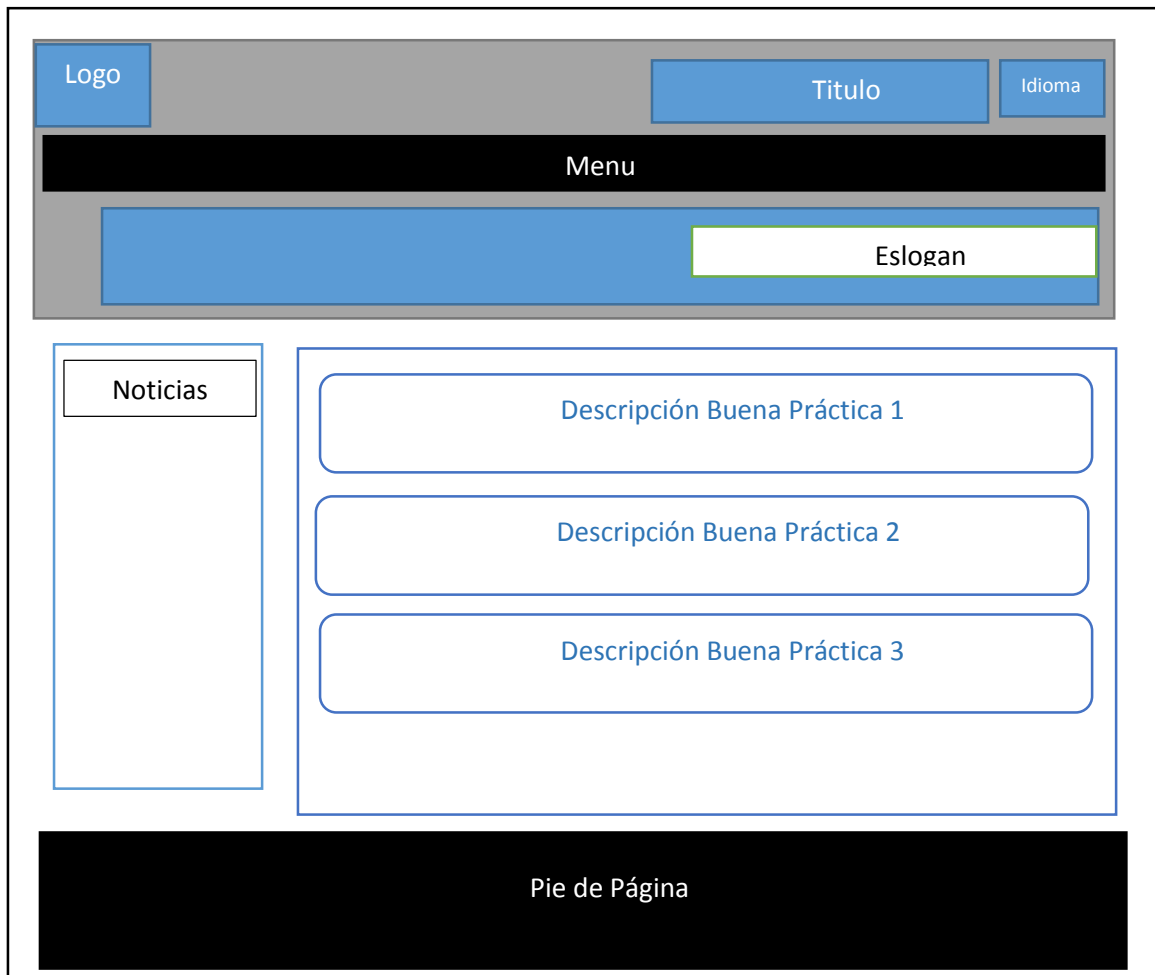 Logo
Titulo
Idioma
Menu
Eslogan
Noticias
Descripción Buena Práctica 1
Descripción Buena Práctica 2
Descripción Buena Práctica 3
Pie de Página